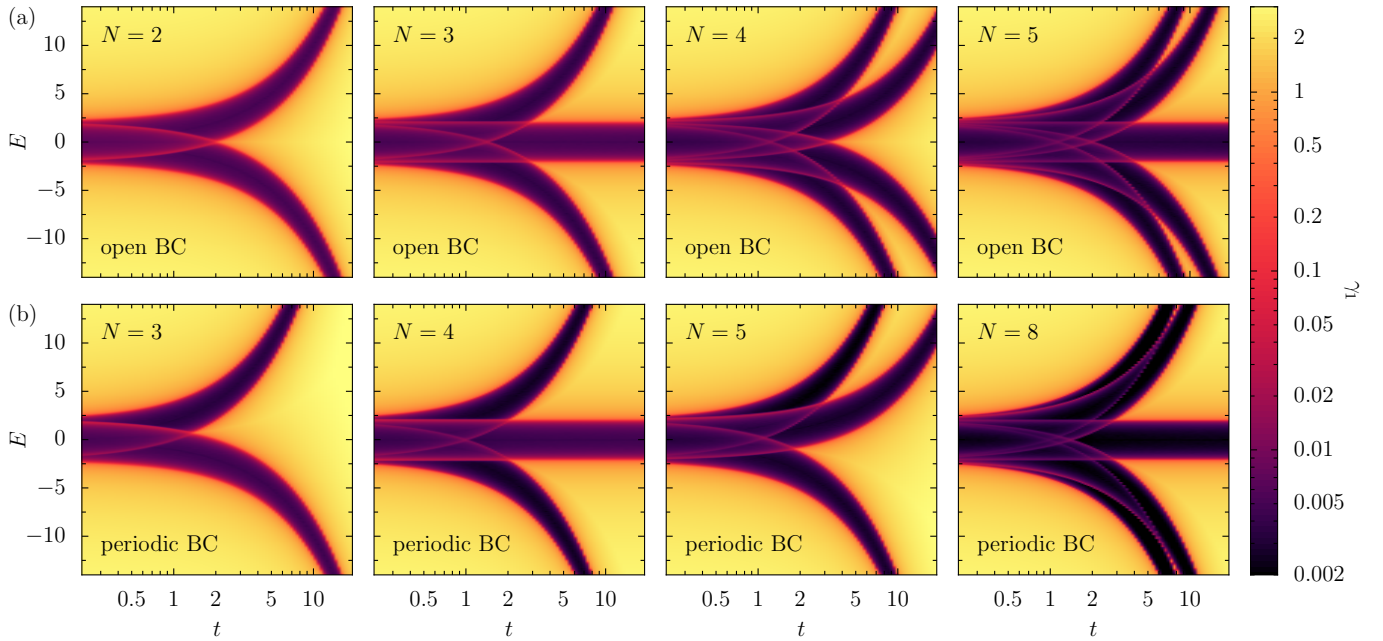 (a)
N = 2
N = 3
N = 4
N = 5
10
5
0
−5
−10
E
open BC
open BC
open BC
open BC
0.5 1 2 5 10
0.5 1 2 5 10
0.5 1 2 5 10
0.5 1 2 5 10
t
t
t
t
(b)
N = 3
N = 4
N = 5
N = 8
10
5
0
−5
−10
E
periodic BC
periodic BC
periodic BC
periodic BC
2
1
0.5
0.2
0.1
0.05
0.02
0.01
0.005
0.002
γ₁